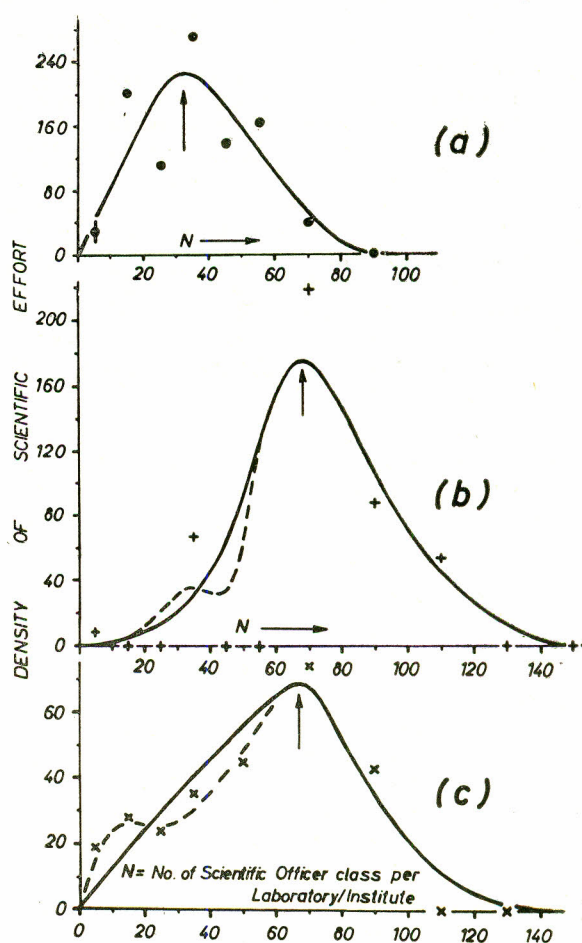 240
160
80
0
(a)
N
20 40 60 80 100
DENSITY OF SCIENTIFIC EFFORT
200
160
120
80
40
0
(b)
N
20 40 60 80 100 120 140
60
40
20
0
(c)
N= No. of Scientific Officer class per
Laboratory/Institute
0 20 40 60 80 100 120 140